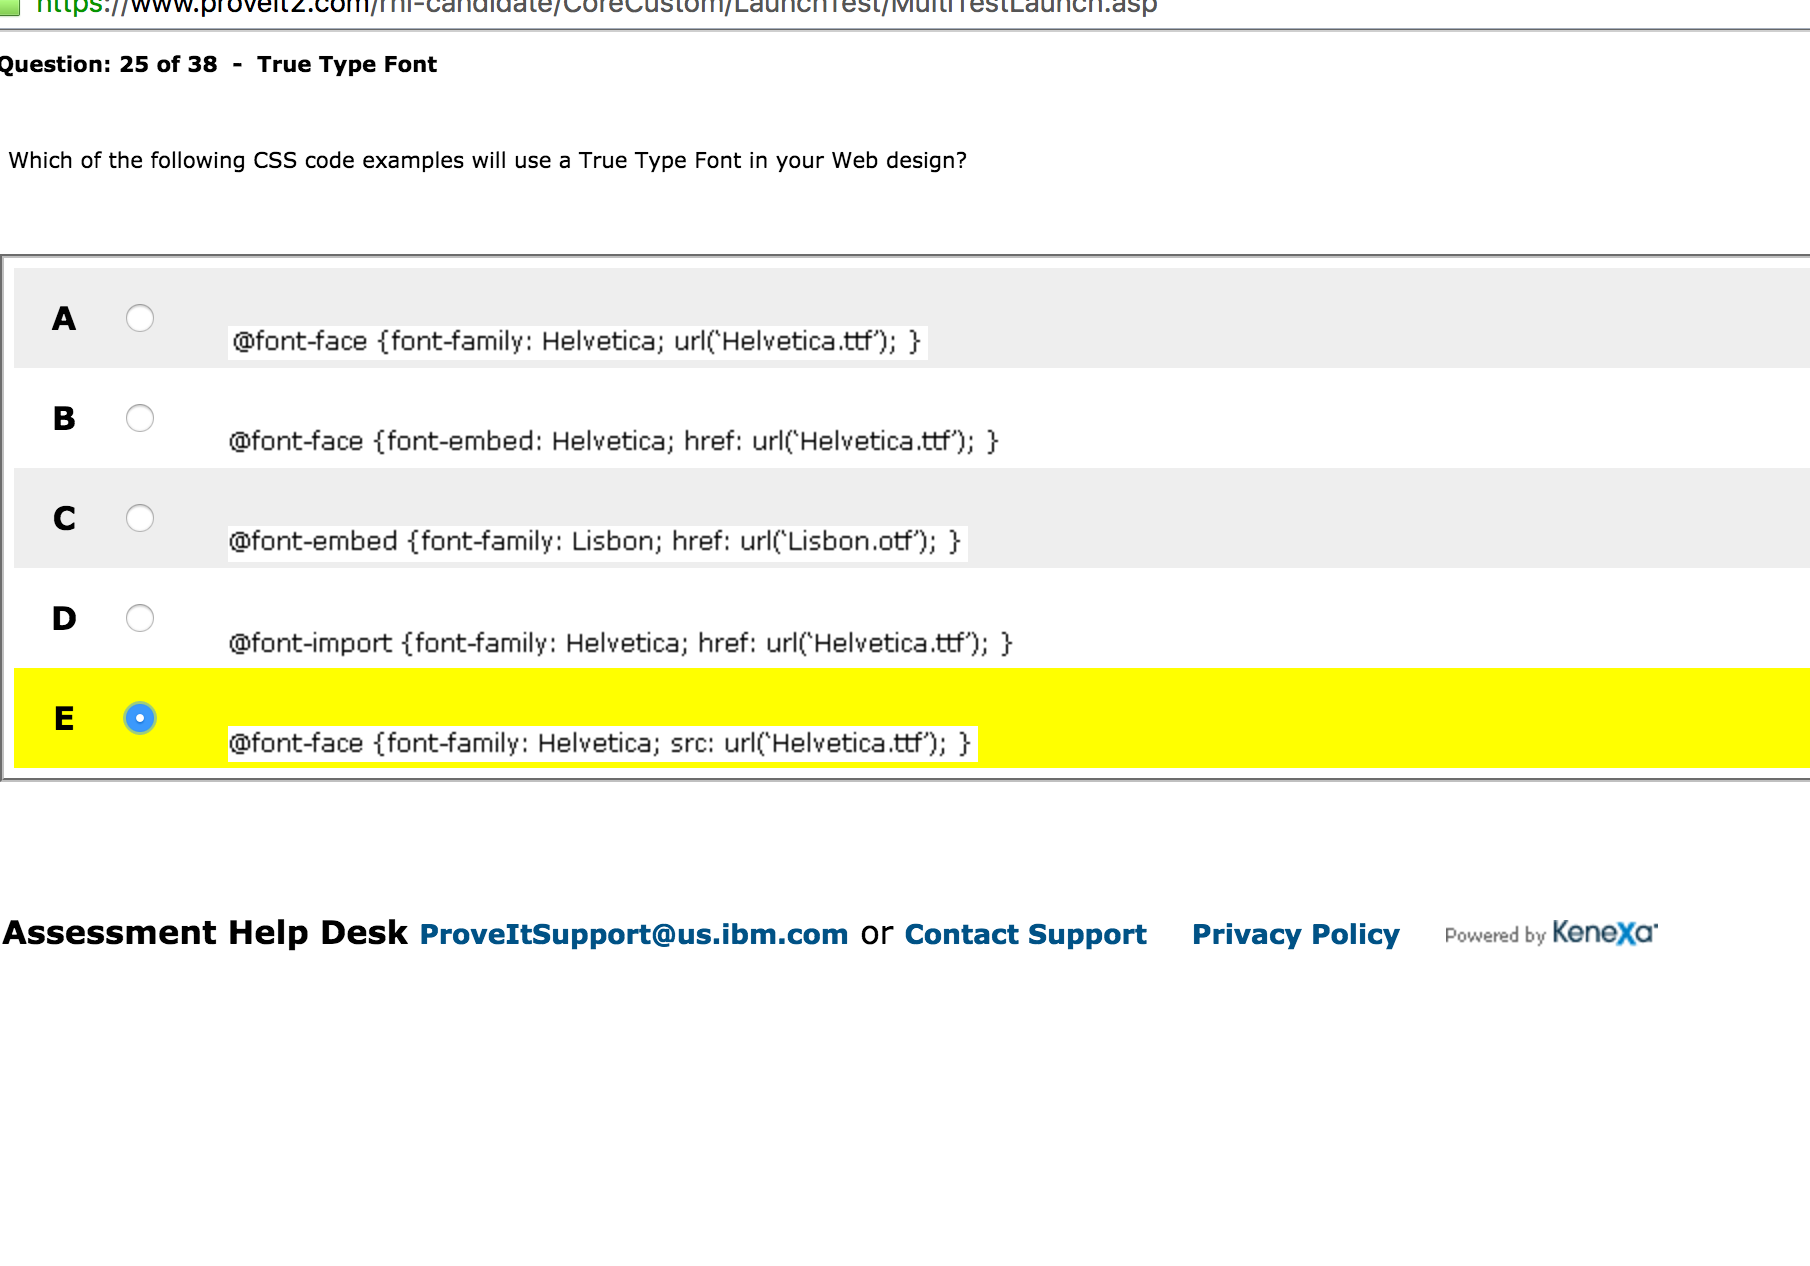 https://www.proveit2.com/rhi-candidate/CoreCustom/LaunchTest/MultiTestLaunch.asp
Question: 25 of 38 - True Type Font
Which of the following CSS code examples will use a True Type Font in your Web design?
A
@font-face {font-family: Helvetica; url(‘Helvetica.ttf’); }
B
@font-face {font-embed: Helvetica; href: url(‘Helvetica.ttf’); }
C
@font-embed {font-family: Lisbon; href: url(‘Lisbon.otf’); }
D
@font-import {font-family: Helvetica; href: url(‘Helvetica.ttf’); }
E
@font-face {font-family: Helvetica; src: url(‘Helvetica.ttf’); }
Assessment Help Desk ProveItSupport@us.ibm.com or Contact Support Privacy Policy Powered by Kenexa